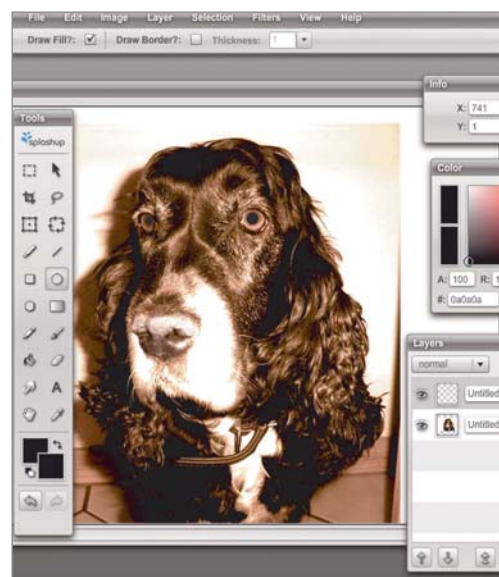 File Edit Image Layer Selection Filters View Help
Draw Fill?: Draw Border?: Thickness: 1
Info
X: 741
Y: 1
Tools
splashup
Color
A: 100 R: 1
#: 0a0a0a
Layers
normal
Untitled
Untitled
A